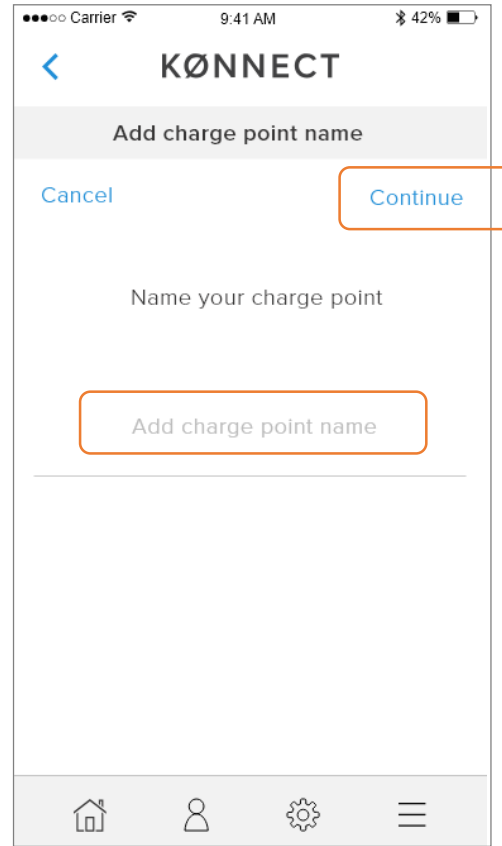 Carrier 9:41 AM 42%
KØNNECT
Add charge point name
Cancel Continue
Name your charge point
Add charge point name